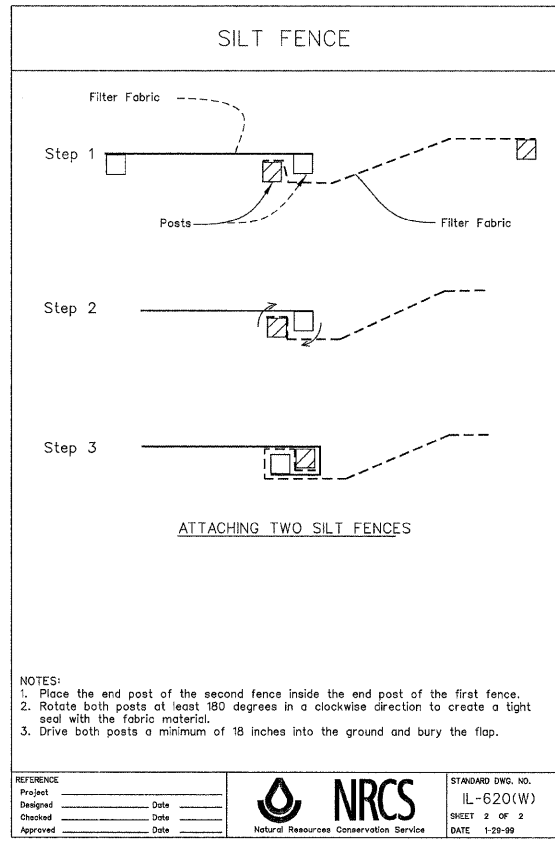 SILT FENCE
Filter Fabric
Step 1
Posts
Filter Fabric
Step 2
Step 3
ATTACHING TWO SILT FENCES
NOTES:
1. Place the end post of the second fence inside the end post of the first fence.
2. Rotate both posts at least 180 degrees in a clockwise direction to create a tight
seal with the fabric material.
3. Drive both posts a minimum of 18 inches into the ground and bury the flap.
REFERENCE
Project
Designed Date
Checked Date
Approved Date
NRCS
Natural Resources Conservation Service
STANDARD DWG. NO.
IL-620(W)
SHEET 2 OF 2
DATE 1-29-99